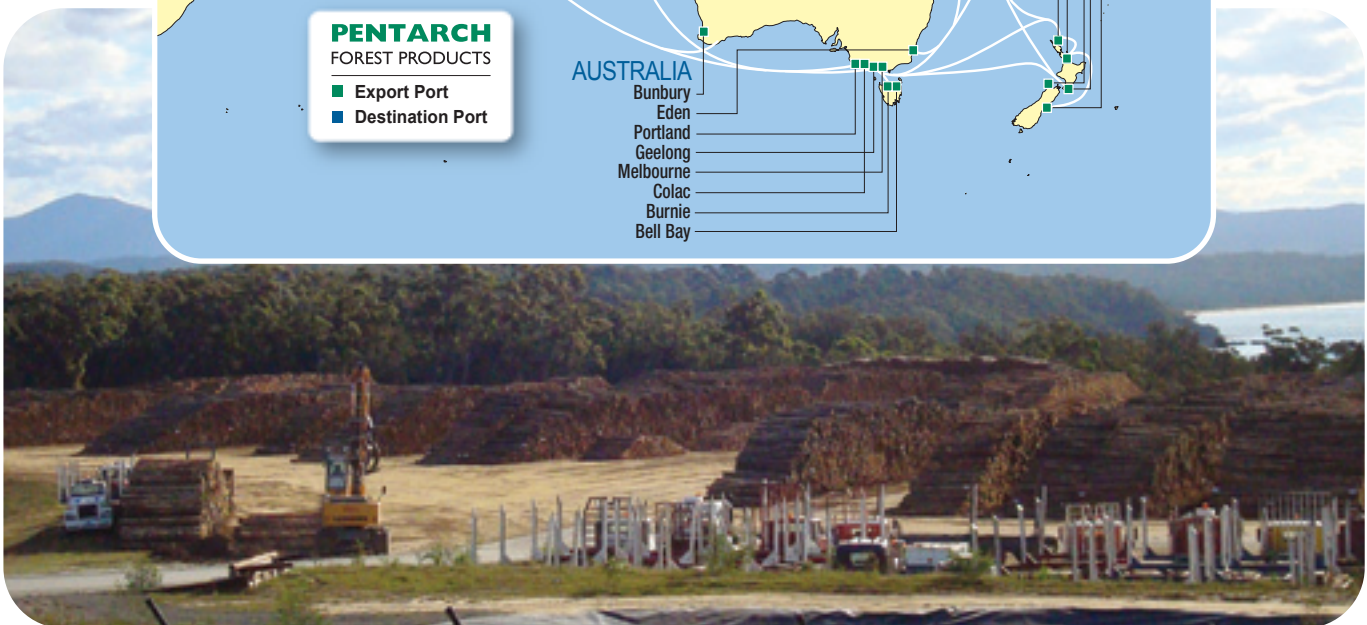 PENTARCH
FOREST PRODUCTS
Export Port
Destination Port
AUSTRALIA
Bunbury
Eden
Portland
Geelong
Melbourne
Colac
Burnie
Bell Bay